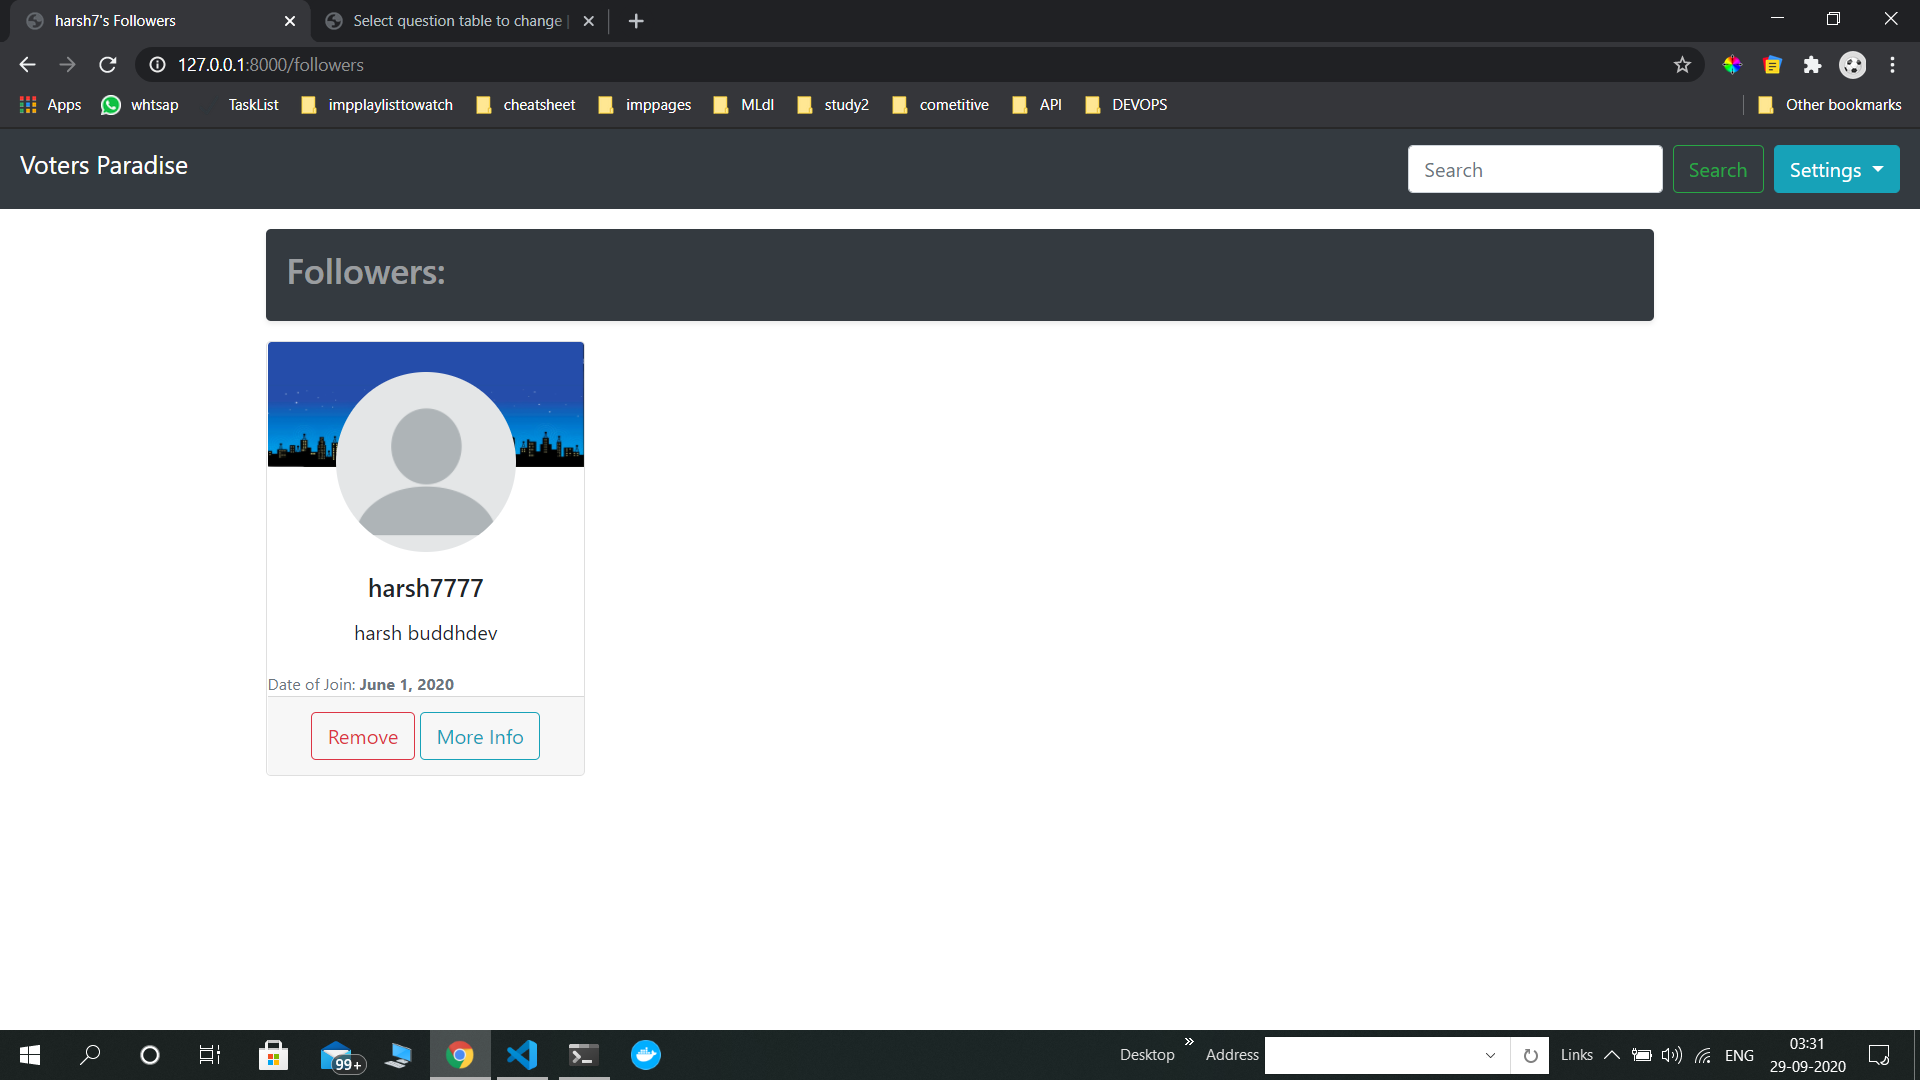 harsh7's Followers
Select question table to change |
127.0.0.1:8000/followers
Apps whtsap TaskList impplaylisttowatch cheatsheet imppages MLdl study2 cometitive API DEVOPS Other bookmarks
Voters Paradise Search Search Settings
Followers:
harsh7777
harsh buddhdev
Date of Join: June 1, 2020
Remove More Info
99+ Desktop » Address Links ENG 03:31
29-09-2020